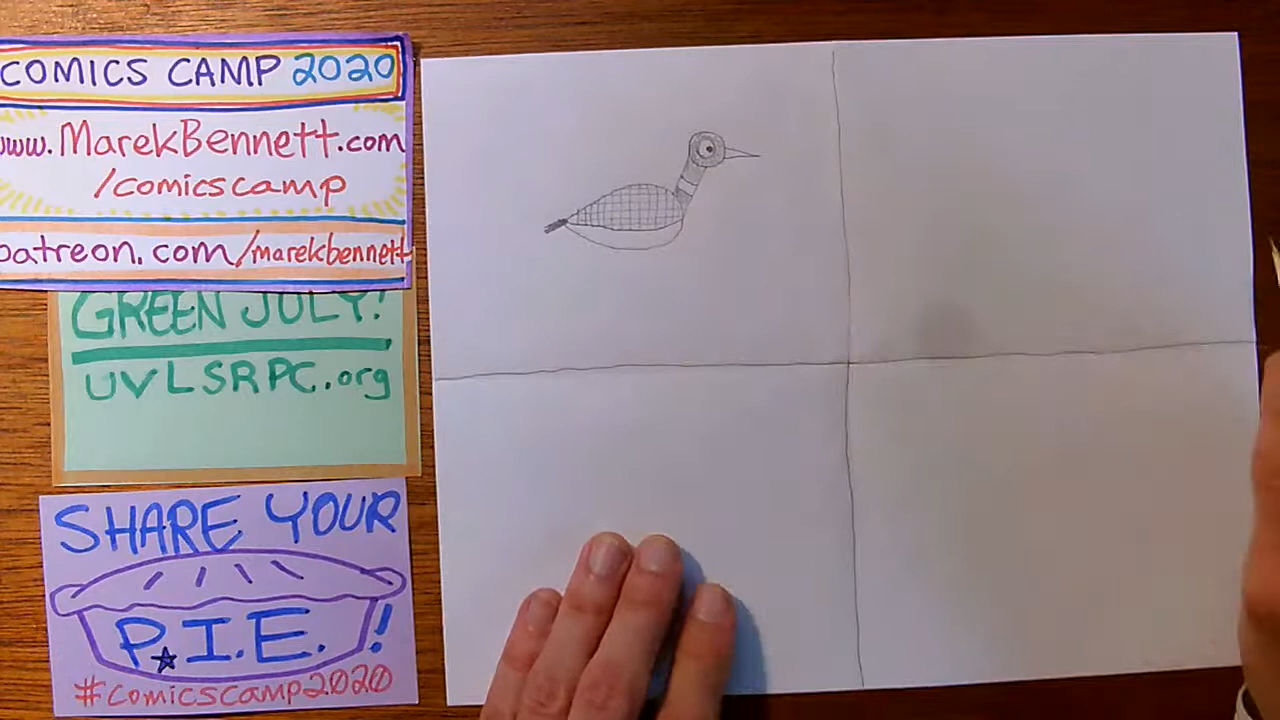 COMICS CAMP 2020
www.MarekBennett.com
/comicscamp
patreon.com/marekbennett
GREEN JULY!
UVLSRPC.org
SHARE YOUR
P.I.E.!
#comicscamp2020